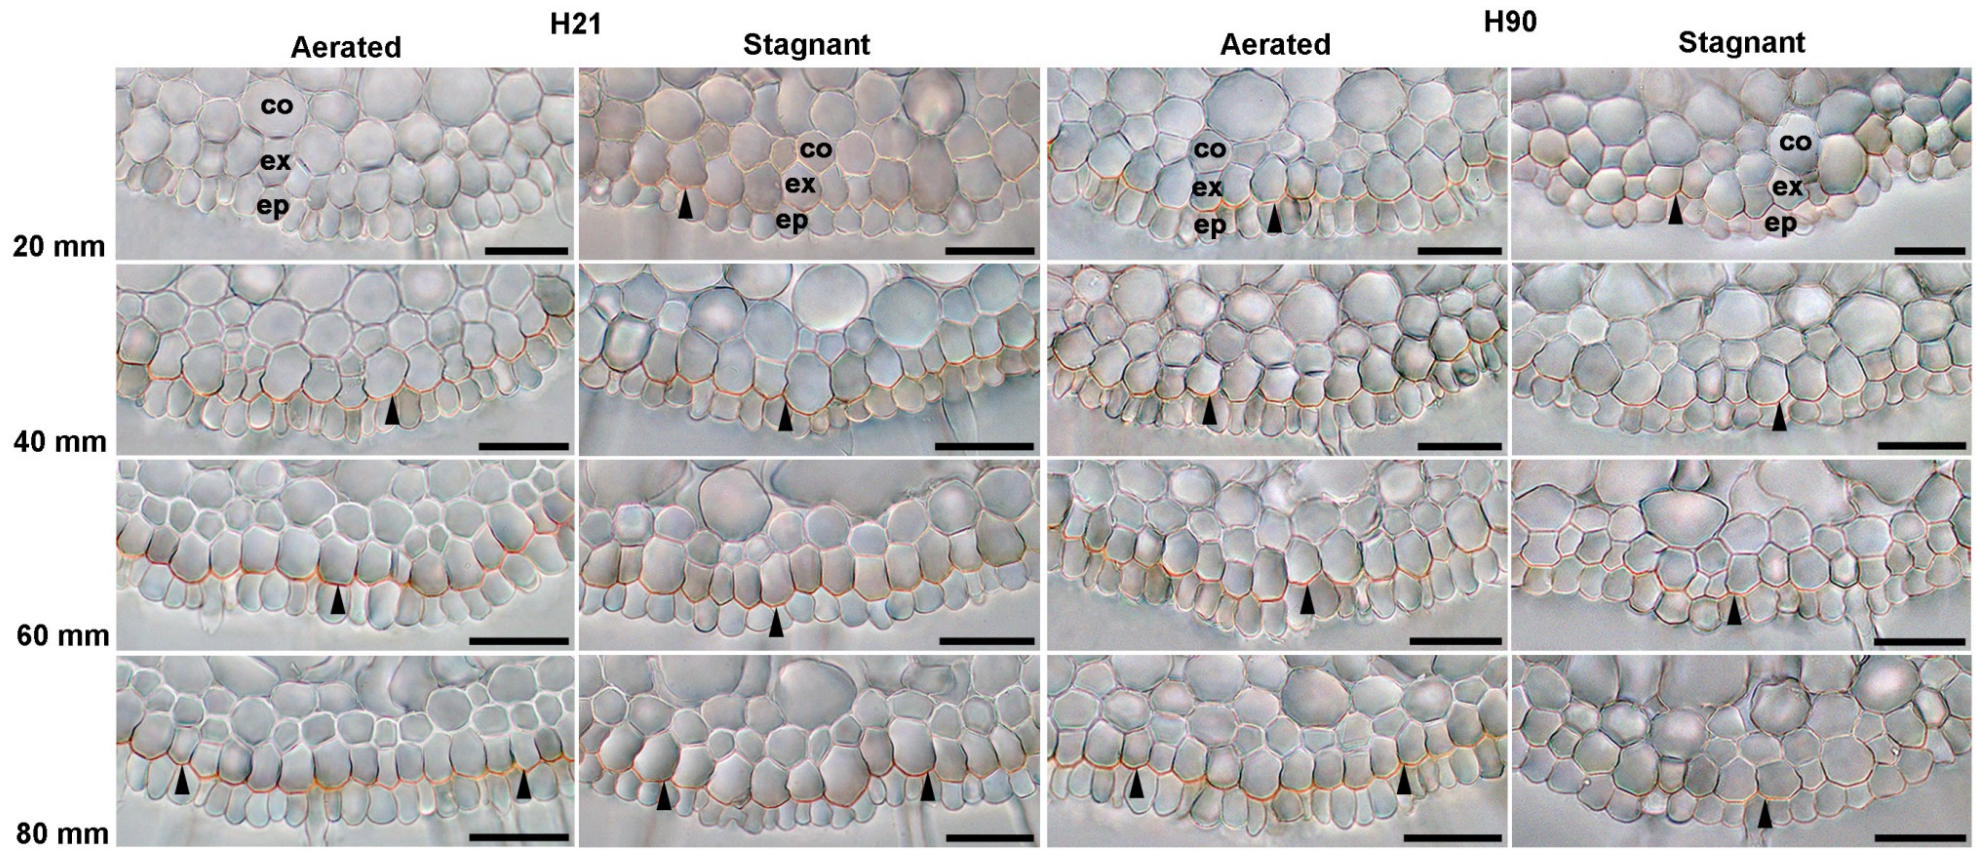 H21 H90
Aerated Stagnant Aerated Stagnant
co co co co
ex ex ex ex
ep ep ep ep
20 mm
40 mm
60 mm
80 mm